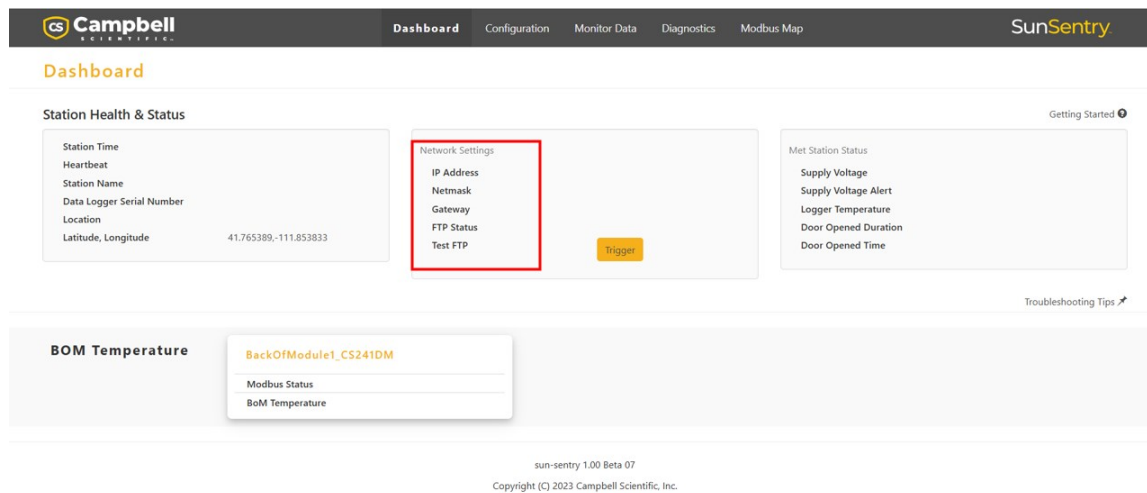 CS Campbell
SCIENTIFIC
Dashboard Configuration Monitor Data Diagnostics Modbus Map
SunSentry
Dashboard
Station Health & Status
Getting Started
Station Time
Heartbeat
Station Name
Data Logger Serial Number
Location
Latitude, Longitude 41.765389,-111.853833
Network Settings
IP Address
Netmask
Gateway
FTP Status
Test FTP
Trigger
Met Station Status
Supply Voltage
Supply Voltage Alert
Logger Temperature
Door Opened Duration
Door Opened Time
Troubleshooting Tips
BOM Temperature
BackOfModule1_CS241DM
Modbus Status
BoM Temperature
sun-sentry 1.00 Beta 07
Copyright (C) 2023 Campbell Scientific, Inc.